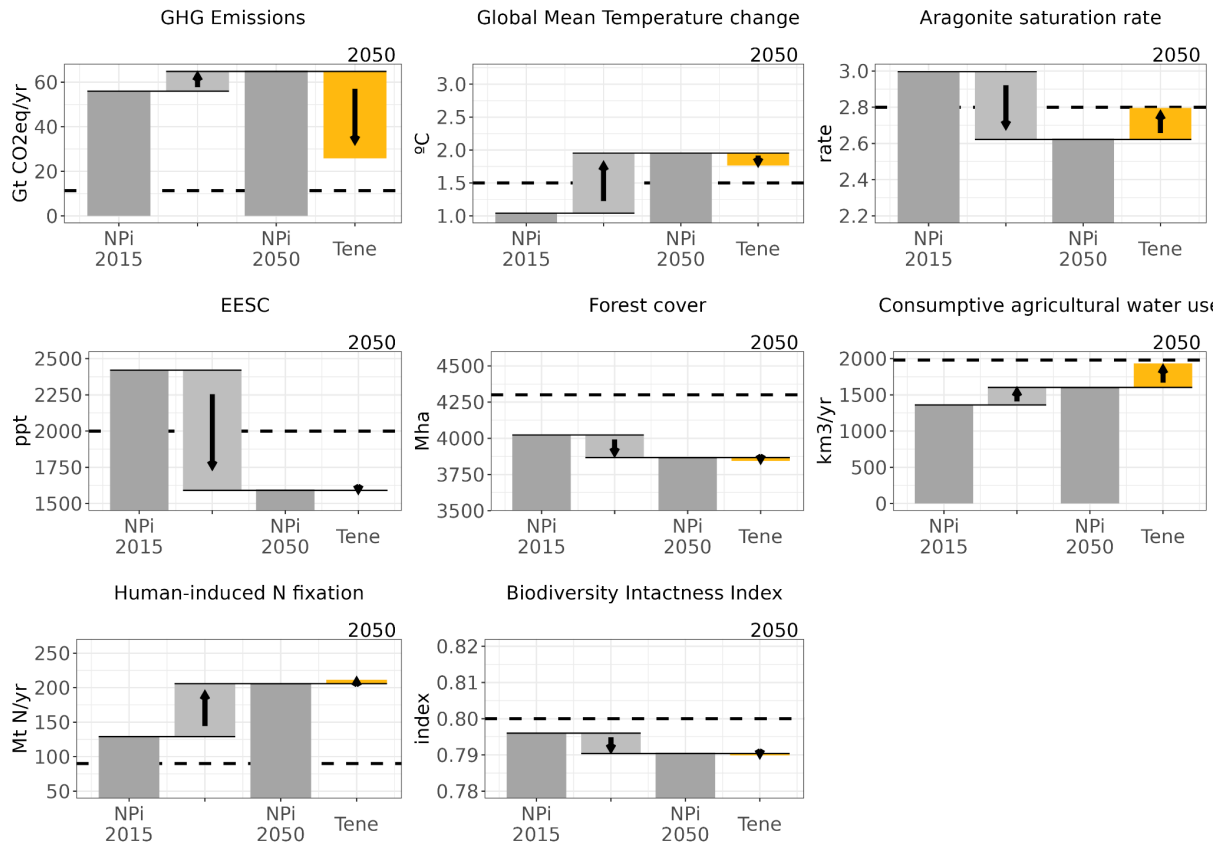 GHG Emissions
2050
Gt CO2eq/yr
60
40
20
0
NPi
2015
NPi
2050
Tene
Global Mean Temperature change
2050
ºC
3.0
2.5
2.0
1.5
1.0
NPi
2015
NPi
2050
Tene
Aragonite saturation rate
2050
rate
3.0
2.8
2.6
2.4
2.2
NPi
2015
NPi
2050
Tene
EESC
2050
ppt
2500
2250
2000
1750
1500
NPi
2015
NPi
2050
Tene
Forest cover
2050
Mha
4500
4250
4000
3750
3500
NPi
2015
NPi
2050
Tene
Consumptive agricultural water use
2050
km3/yr
2000
1500
1000
500
0
NPi
2015
NPi
2050
Tene
Human-induced N fixation
2050
Mt N/yr
250
200
150
100
50
NPi
2015
NPi
2050
Tene
Biodiversity Intactness Index
2050
index
0.82
0.81
0.80
0.79
0.78
NPi
2015
NPi
2050
Tene